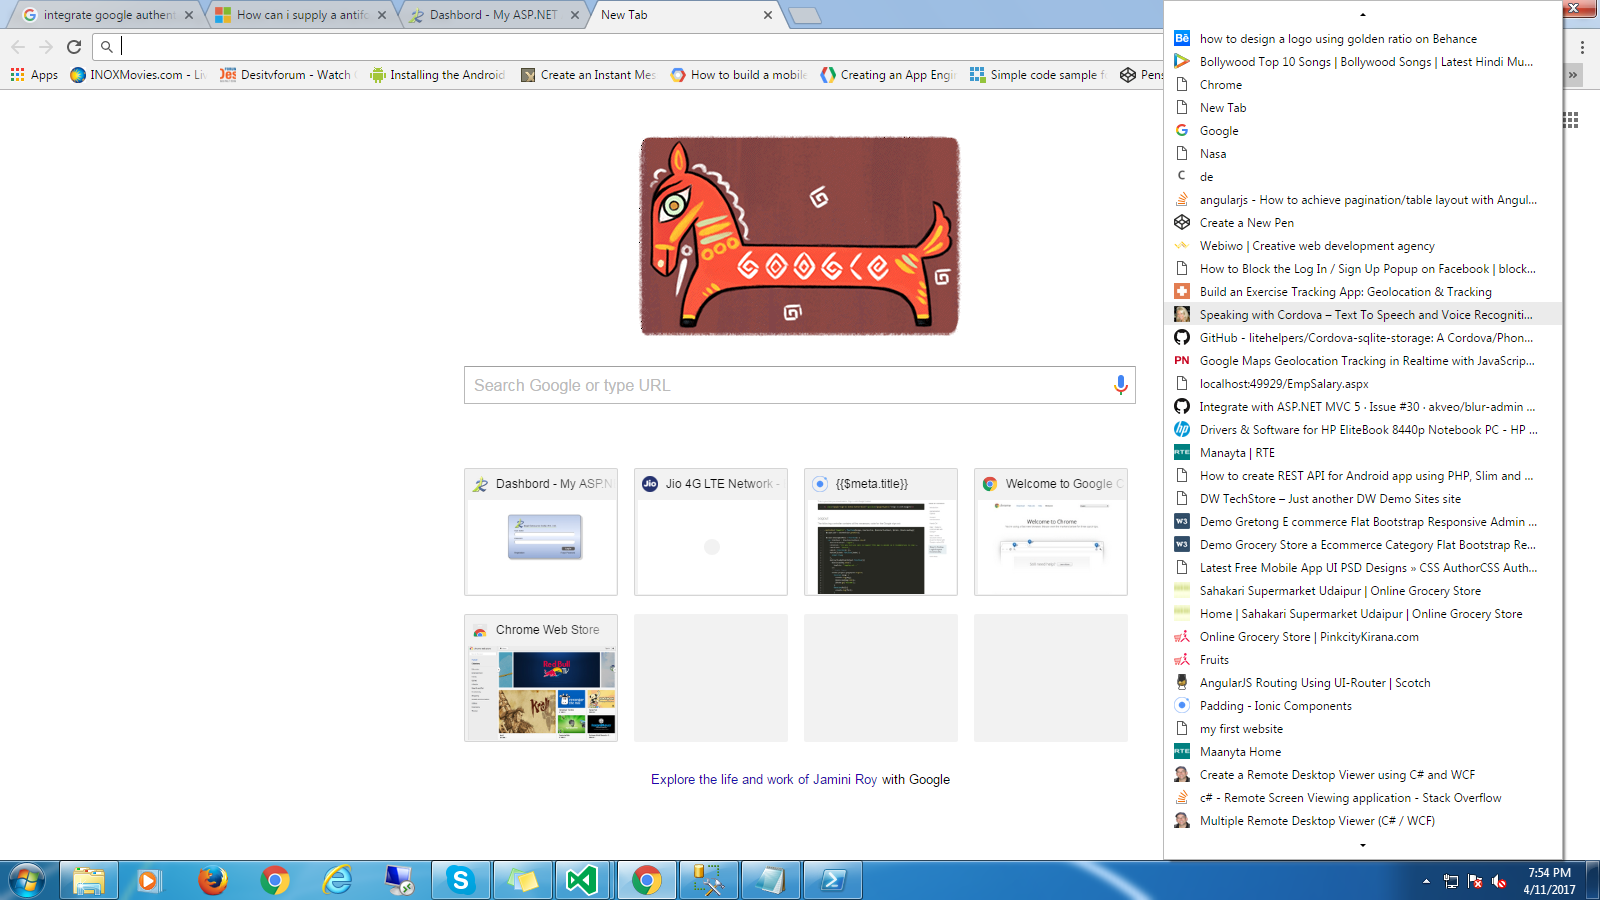 integrate google authent
How can i supply a antifo
Dashbord - My ASP.NET
New Tab
Apps
INOXMovies.com - Liv
Desitvforum - Watch
Installing the Android
Create an Instant Mes
How to build a mobile
Creating an App Engi
Simple code sample f
Pens
Search Google or type URL
Dashbord - My ASP.N
Jio 4G LTE Network -
{{$meta.title}}
Welcome to Google C
Welcome to Chrome
Chrome Web Store
Red Bull
TV
Explore the life and work of Jamini Roy with Google
how to design a logo using golden ratio on Behance
Bollywood Top 10 Songs | Bollywood Songs | Latest Hindi Mu...
Chrome
New Tab
Google
Nasa
de
angularjs - How to achieve pagination/table layout with Angul...
Create a New Pen
Webiwo | Creative web development agency
How to Block the Log In / Sign Up Popup on Facebook | block...
Build an Exercise Tracking App: Geolocation & Tracking
Speaking with Cordova – Text To Speech and Voice Recogniti...
GitHub - litehelpers/Cordova-sqlite-storage: A Cordova/Phon...
PN Google Maps Geolocation Tracking in Realtime with JavaScrip...
localhost:49929/EmpSalary.aspx
Integrate with ASP.NET MVC 5 · Issue #30 · akveo/blur-admin ...
Drivers & Software for HP EliteBook 8440p Notebook PC - HP ...
RTE Manayta | RTE
How to create REST API for Android app using PHP, Slim and ...
DW TechStore – Just another DW Demo Sites site
W3 Demo Gretong E commerce Flat Bootstrap Responsive Admin ...
W3 Demo Grocery Store a Ecommerce Category Flat Bootstrap Re...
Latest Free Mobile App UI PSD Designs » CSS AuthorCSS Auth...
Sahakari Supermarket Udaipur | Online Grocery Store
Home | Sahakari Supermarket Udaipur | Online Grocery Store
Online Grocery Store | PinkcityKirana.com
Fruits
AngularJS Routing Using UI-Router | Scotch
Padding - Ionic Components
my first website
RTE Maanyta Home
Create a Remote Desktop Viewer using C# and WCF
c# - Remote Screen Viewing application - Stack Overflow
Multiple Remote Desktop Viewer (C# / WCF)
7:54 PM
4/11/2017